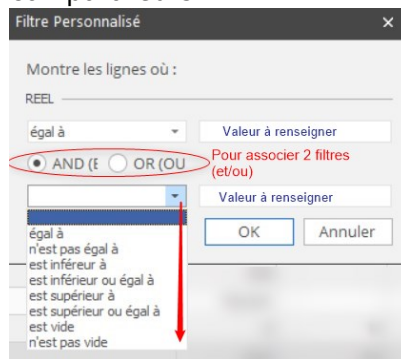 Filtre Personnalisé ×
Montre les lignes où :
REEL
égal à Valeur à renseigner
AND (E OR (OU Pour associer 2 filtres
(et/ou)
Valeur à renseigner
OK Annuler
égal à
n'est pas égal à
est inféreur à
est inférieur ou égal à
est supérieur à
est supérieur ou égal à
est vide
n'est pas vide